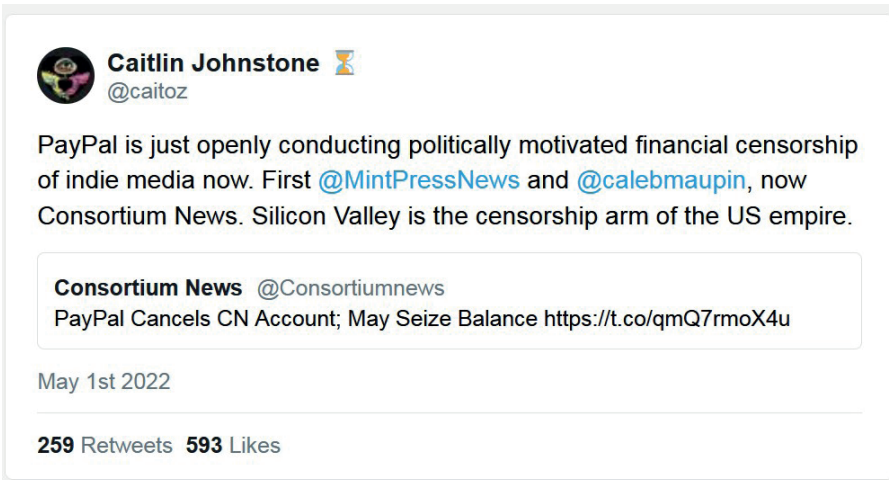 Caitlin Johnstone ⏳
@caitoz
PayPal is just openly conducting politically motivated financial censorship
of indie media now. First @MintPressNews and @calebmaupin, now
Consortium News. Silicon Valley is the censorship arm of the US empire.
Consortium News @Consortiumnews
PayPal Cancels CN Account; May Seize Balance https://t.co/qmQ7rmoX4u
May 1st 2022
259 Retweets 593 Likes